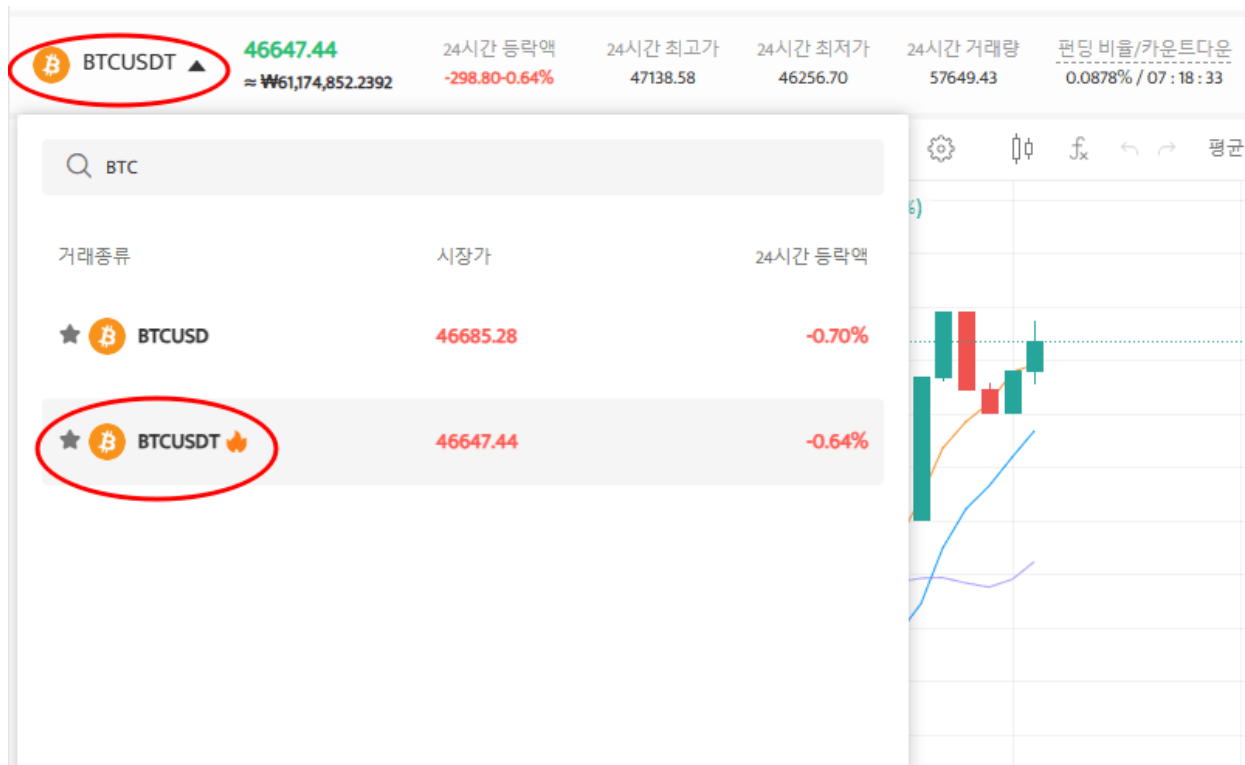 BTCUSDT ▲
46647.44
≈ ₩61,174,852.2392
24시간 등락액
-298.80-0.64%
24시간 최고가
47138.58
24시간 최저가
46256.70
24시간 거래량
57649.43
펀딩 비율/카운트다운
0.0878% / 07 : 18 : 33
BTC
fx
평균
%)
거래종류 시장가 24시간 등락액
BTCUSD 46685.28 -0.70%
BTCUSDT 46647.44 -0.64%